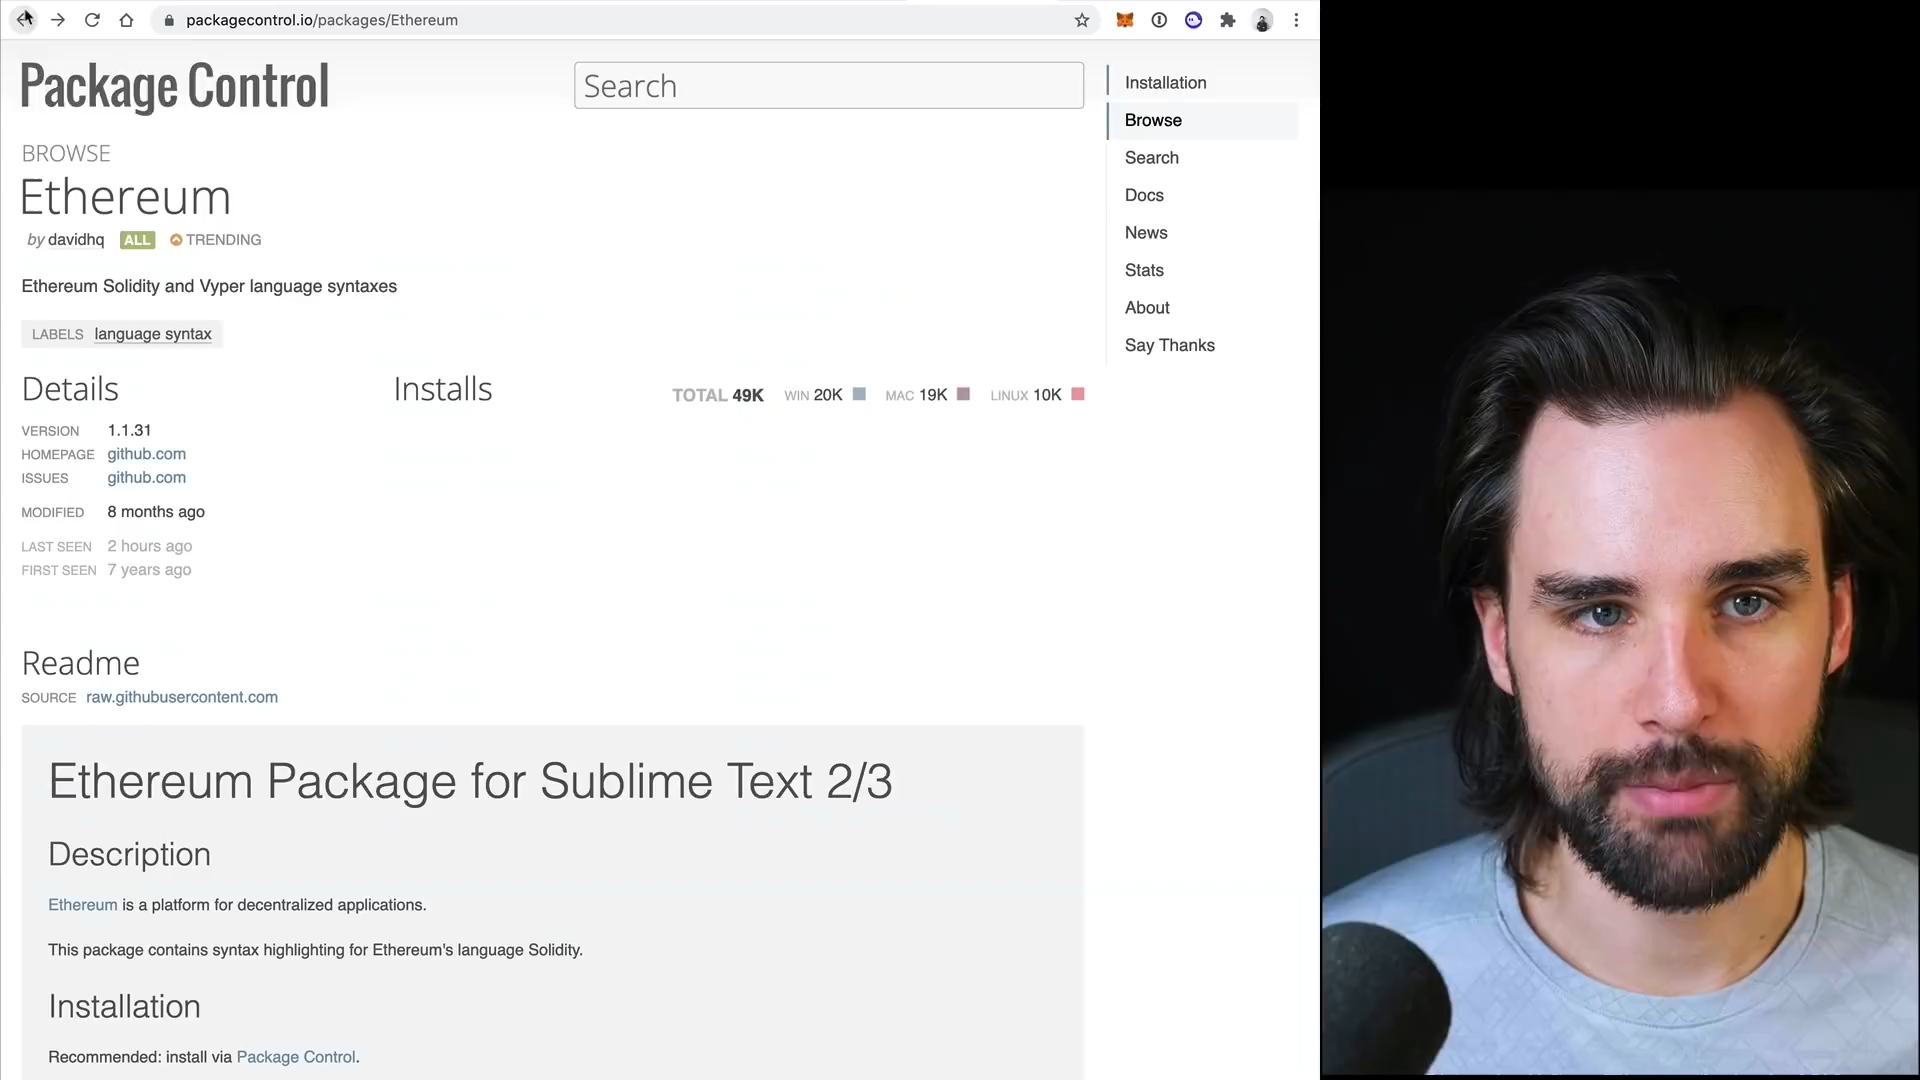 packagecontrol.io/packages/Ethereum
Package Control
Search
Installation
Browse
Search
Docs
News
Stats
About
Say Thanks
BROWSE
Ethereum
by davidhq ALL TRENDING
Ethereum Solidity and Vyper language syntaxes
LABELS language syntax
Details
VERSION 1.1.31
HOMEPAGE github.com
ISSUES github.com
MODIFIED 8 months ago
LAST SEEN 2 hours ago
FIRST SEEN 7 years ago
Installs
TOTAL 49K WIN 20K MAC 19K LINUX 10K
Readme
SOURCE raw.githubusercontent.com
Ethereum Package for Sublime Text 2/3
Description
Ethereum is a platform for decentralized applications.
This package contains syntax highlighting for Ethereum's language Solidity.
Installation
Recommended: install via Package Control.